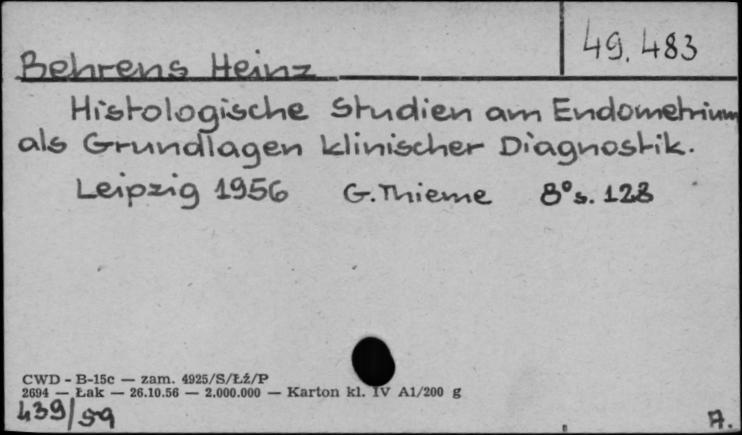 49.483
Behrens Heinz
Histologische Studien am Endometrium
als Grundlagen klinischer Diagnostik.
Leipzig 1956 G. Thieme 8° s. 128
CWD - B-15c — zam. 4925/S/Łź/P
2694 — Łak — 26.10.56 — 2.000.000 — Karton kl. IV A1/200 g
439/59
A.